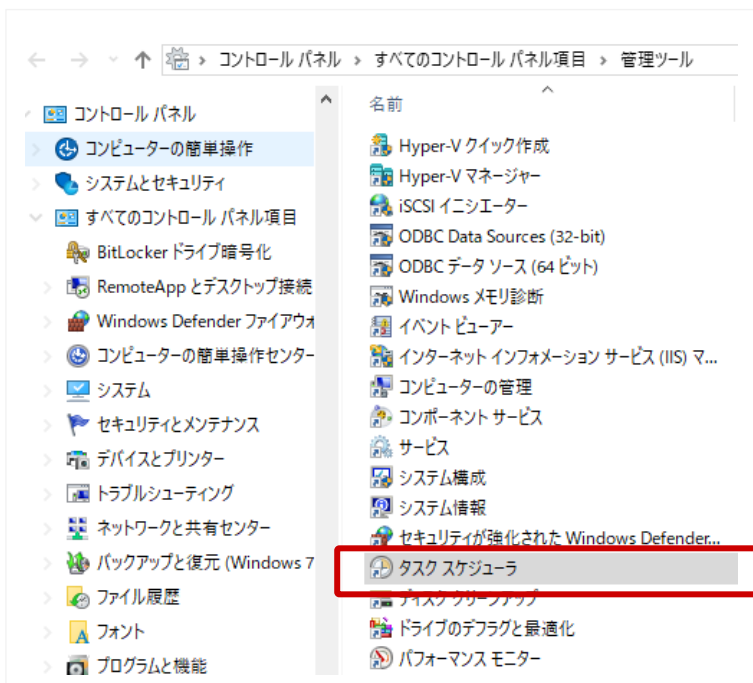 コントロール パネル › すべてのコントロール パネル項目 › 管理ツール
コントロール パネル
コンピューターの簡単操作
システムとセキュリティ
すべてのコントロール パネル項目
BitLocker ドライブ暗号化
RemoteApp とデスクトップ接続
Windows Defender ファイアウォ
コンピューターの簡単操作センター
システム
セキュリティとメンテナンス
デバイスとプリンター
トラブルシューティング
ネットワークと共有センター
バックアップと復元 (Windows 7
ファイル履歴
フォント
プログラムと機能
名前
Hyper-V クイック作成
Hyper-V マネージャー
iSCSI イニシエーター
ODBC Data Sources (32-bit)
ODBC データ ソース (64 ビット)
Windows メモリ診断
イベント ビューアー
インターネット インフォメーション サービス (IIS) マ...
コンピューターの管理
コンポーネント サービス
サービス
システム構成
システム情報
セキュリティが強化された Windows Defender...
タスク スケジューラ
ディスク クリーンアップ
ドライブのデフラグと最適化
パフォーマンス モニター